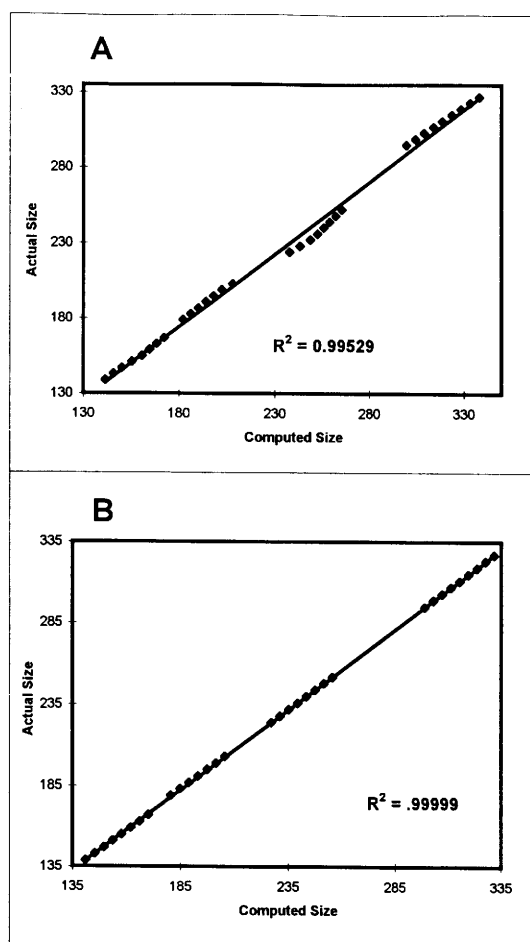 A
330
280
230
180
130
Actual Size
R² = 0.99529
130 180 230 280 330
Computed Size
B
335
285
235
185
135
Actual Size
R² = .99999
135 185 235 285 335
Computed Size